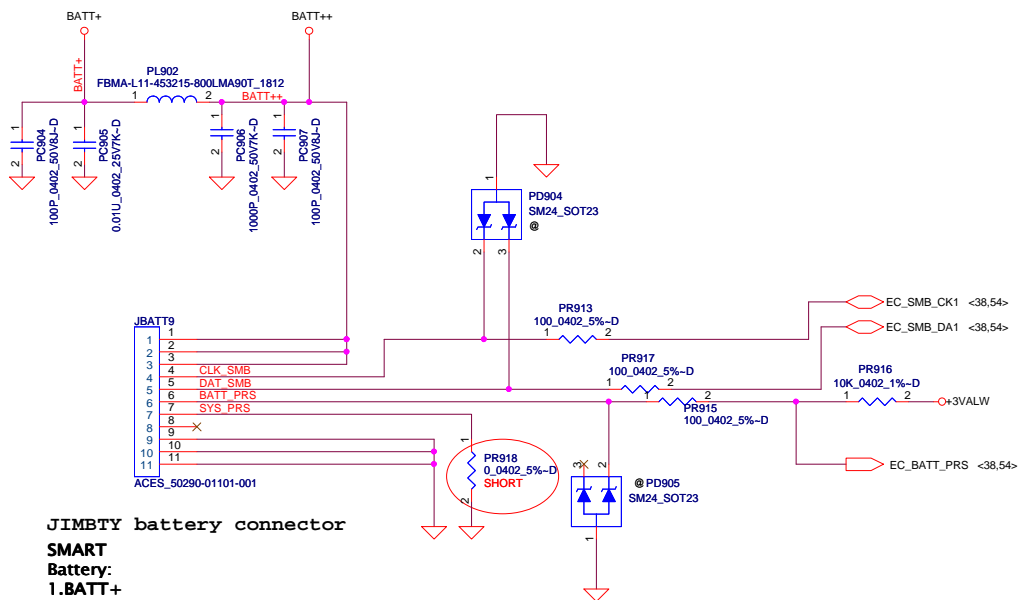 BATT+
BATT++
BATT+
PL902
FBMA-L11-453215-800LMA90T_1812
1
2
BATT++
1
2
PC904
100P_0402_50V8J~D
1
2
PC905
0.01U_0402_25V7K~D
1
2
PC906
1000P_0402_50V7K~D
1
2
PC907
100P_0402_50V8J~D
1
PD904
SM24_SOT23
@
2
3
EC_SMB_CK1 <38,54>
PR913
100_0402_5%~D
1
2
EC_SMB_DA1 <38,54>
JBATT9
1
2
3
4
5
6
7
8
9
10
11
1
2
3
4
5
6
7
8
9
10
11
CLK_SMB
DAT_SMB
BATT_PRS
SYS_PRS
ACES_50290-01101-001
PR917
100_0402_5%~D
1
2
PR916
10K_0402_1%~D
1
2
+3VALW
1
2
PR915
100_0402_5%~D
EC_BATT_PRS <38,54>
1
PR918
0_0402_5%~D
SHORT
2
3
2
@ PD905
SM24_SOT23
1
JIMBTY battery connector
SMART
Battery:
1.BATT+